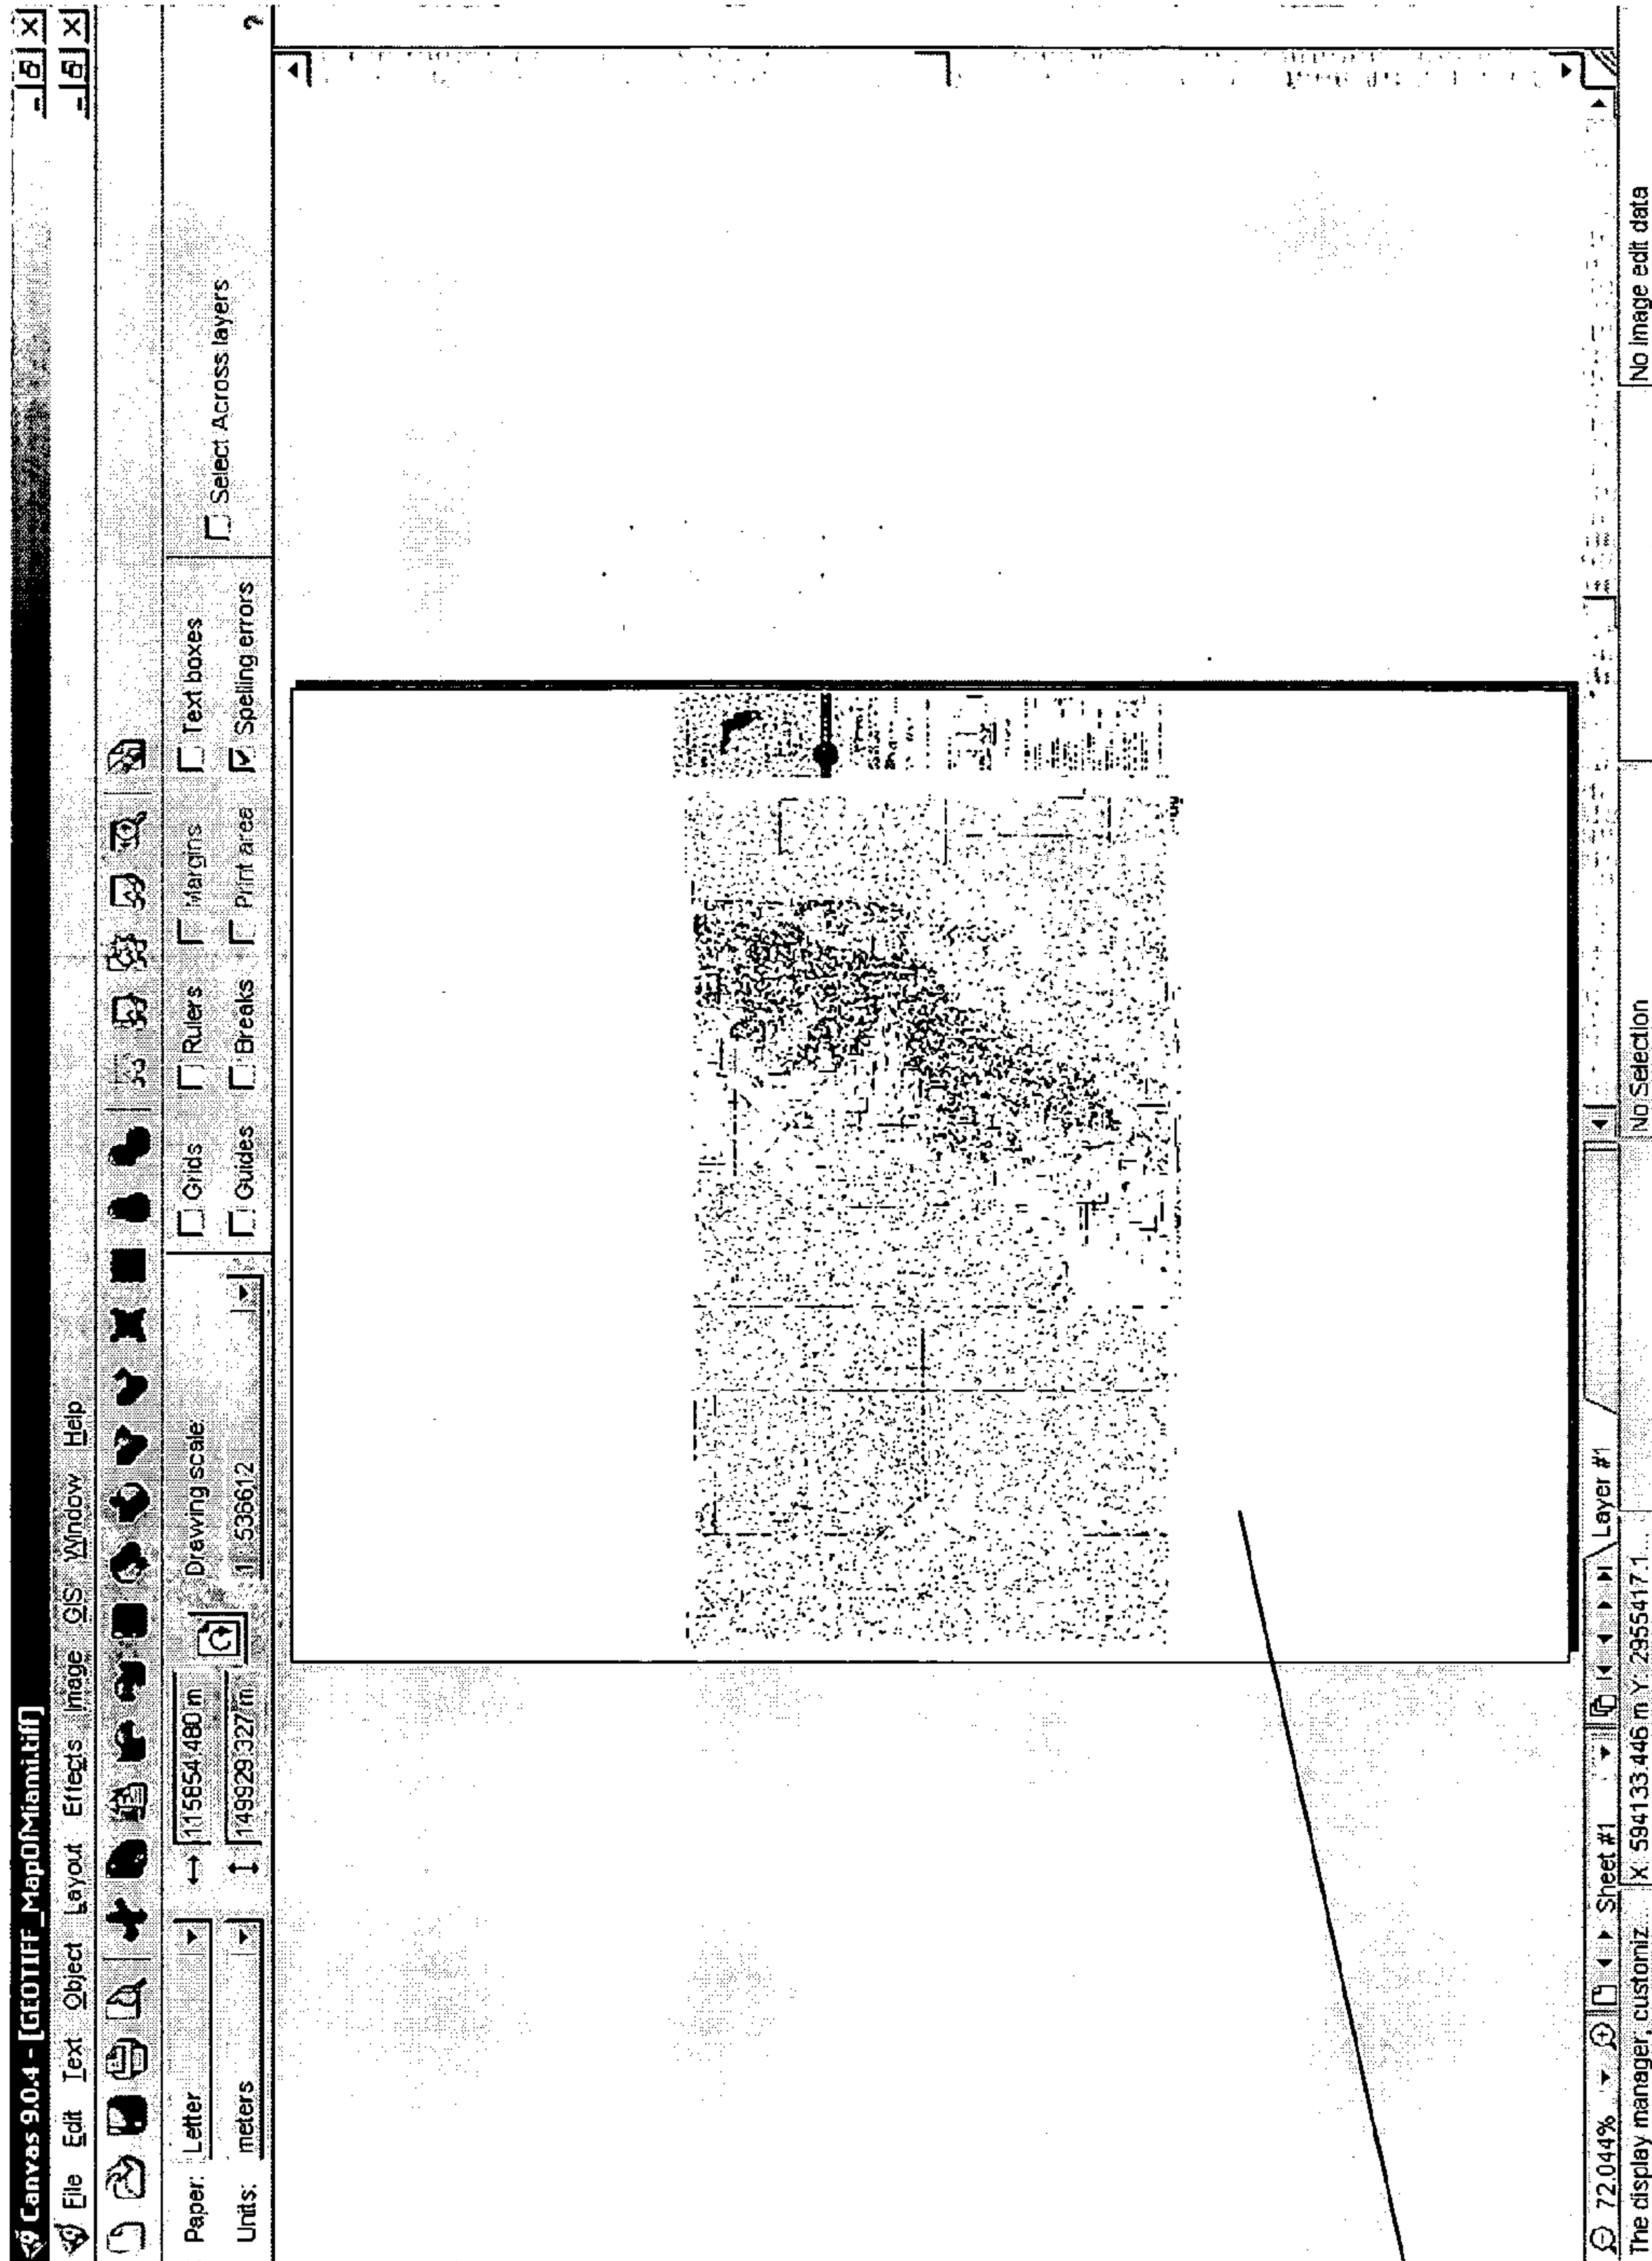 Canvas 9.0.4 - [GEOTIFF_MapOfMiami.tif]
File Edit Text Object Layout Effects Image GIS Window Help
Paper: Letter 115854.480 m Drawing scale: Grids Rulers Margins Text boxes Select Across layers
Units: meters 149929.327 m 1: 536612 Guides Breaks Print area Spelling errors ?
72.044% Sheet #1 Layer #1
The display manager; customiz... X: 594133.446 m Y: 2955417.1... No Selection No image edit data